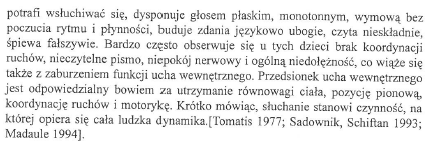 potrafi wsłuchiwać się, dysponuje głosem płaskim, monotonnym, wymową bez
poczucia rytmu i płynności, buduje zdania językowo ubogie, czyta nieskładnie,
śpiewa fałszywie. Bardzo często obserwuje się u tych dzieci brak koordynacji
ruchów, nieczytelne pismo, niepokój nerwowy i ogólną niedołężność, co wiąże się
także z zaburzeniem funkcji ucha wewnętrznego. Przedsionek ucha wewnętrznego
jest odpowiedzialny bowiem za utrzymanie równowagi ciała, pozycję pionową,
koordynację ruchów i motorykę. Krótko mówiąc, słuchanie stanowi czynność, na
której opiera się cała ludzka dynamika.[Tomatis 1977; Sadownik, Schiftan 1993;
Madaule 1994].